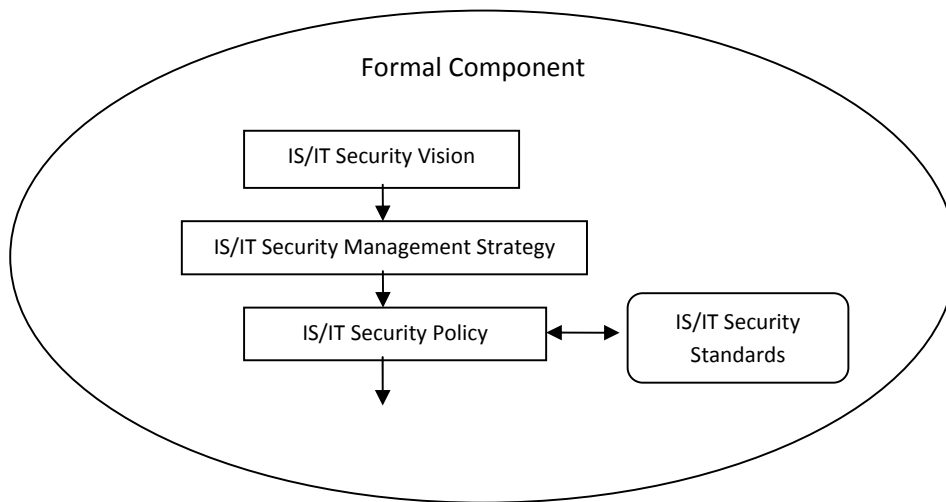 Formal Component
IS/IT Security Vision
IS/IT Security Management Strategy
IS/IT Security Policy
IS/IT Security
Standards